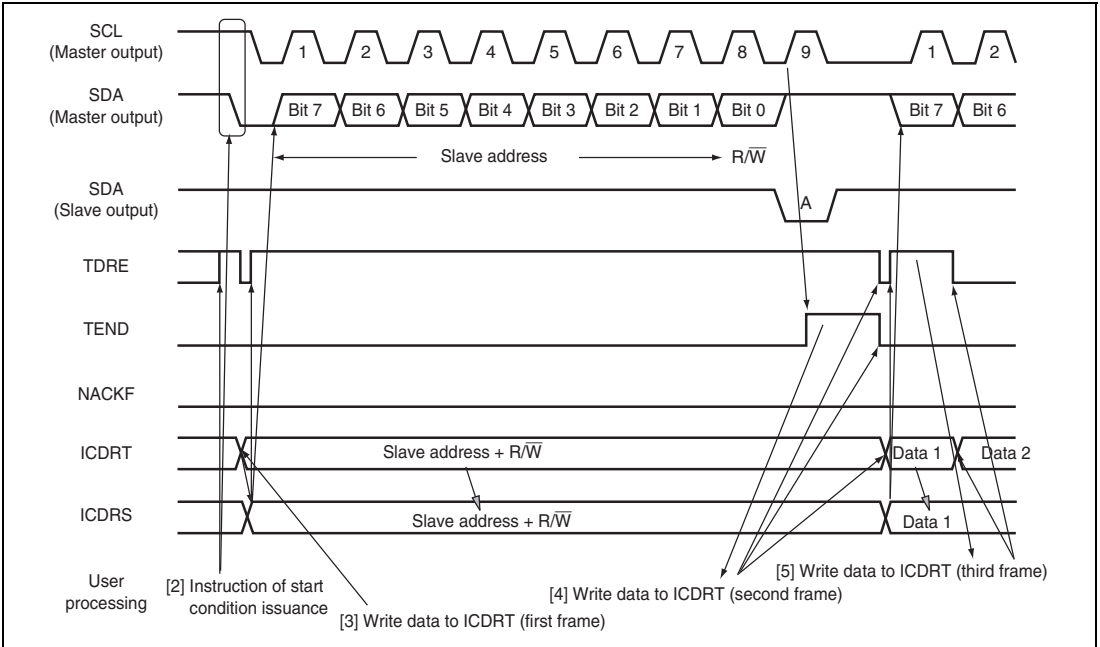 SCL
(Master output)
1 2 3 4 5 6 7 8 9 1 2
SDA
(Master output)
Bit 7 Bit 6 Bit 5 Bit 4 Bit 3 Bit 2 Bit 1 Bit 0 Bit 7 Bit 6
Slave address R/W̅
SDA
(Slave output)
A
TDRE
TEND
NACKF
ICDRT
Slave address + R/W̅ Data 1 Data 2
ICDRS
Slave address + R/W̅ Data 1
User
processing
[2] Instruction of start
condition issuance
[3] Write data to ICDRT (first frame)
[4] Write data to ICDRT (second frame)
[5] Write data to ICDRT (third frame)